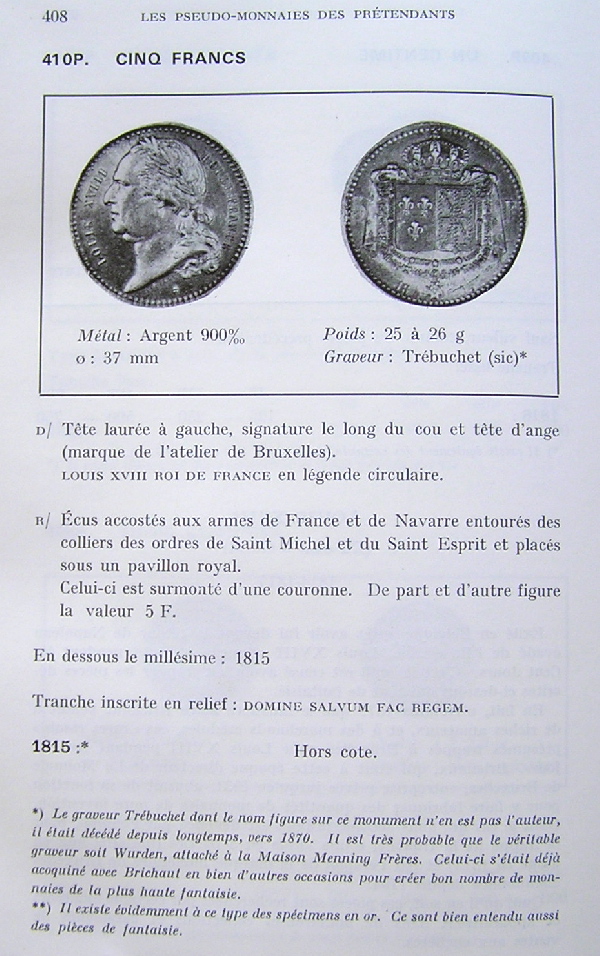 408 LES PSEUDO-MONNAIES DES PRÉTENDANTS
410P. CINQ FRANCS
LOUIS XVIII ROI DE FRANCE
Métal : Argent 900‰ Poids : 25 à 26 g
ø : 37 mm Graveur : Trébuchet (sic)*
D/ Tête laurée à gauche, signature le long du cou et tête d'ange
(marque de l'atelier de Bruxelles).
LOUIS XVIII ROI DE FRANCE en légende circulaire.
R/ Écus accostés aux armes de France et de Navarre entourés des
colliers des ordres de Saint Michel et du Saint Esprit et placés
sous un pavillon royal.
Celui-ci est surmonté d'une couronne. De part et d'autre figure
la valeur 5 F.
En dessous le millésime : 1815
Tranche inscrite en relief : DOMINE SALVUM FAC REGEM.
1815 :* Hors cote.
*) Le graveur Trébuchet dont le nom figure sur ce monument n'en est pas l'auteur,
il était décédé depuis longtemps, vers 1870. Il est très probable que le véritable
graveur soit Wurden, attaché à la Maison Menning Frères. Celui-ci s'était déjà
acoquiné avec Brichaut en bien d'autres occasions pour créer bon nombre de mon-
naies de la plus haute fantaisie.
**) Il existe évidemment à ce type des spécimens en or. Ce sont bien entendu aussi
des pièces de fantaisie.